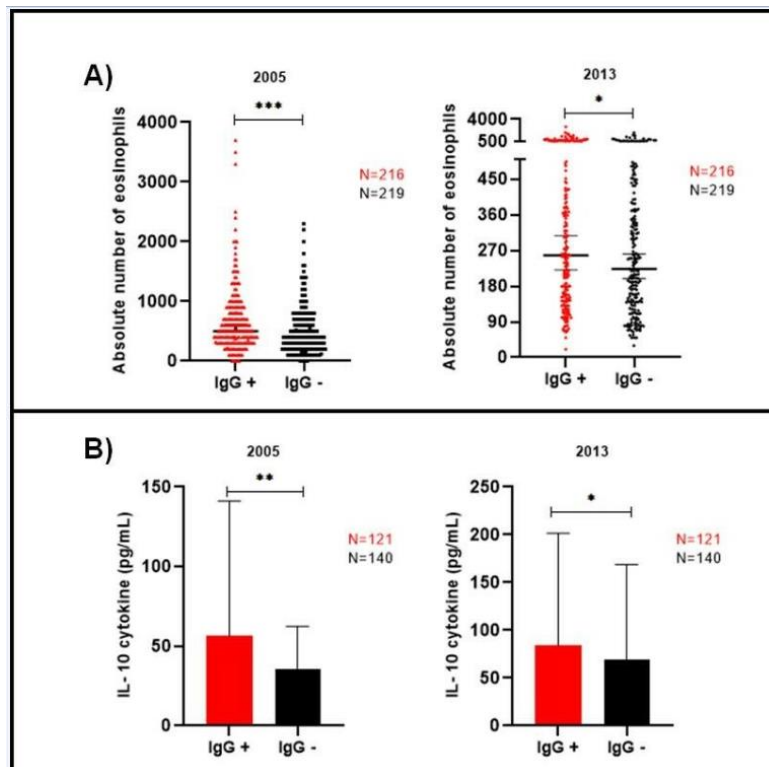 A)
2005
***
Absolute number of eosinophils
4000
3000
2000
1000
0
IgG +
IgG -
N=216
N=219
2013
*
Absolute number of eosinophils
4000
500
450
360
270
180
90
0
IgG +
IgG -
N=216
N=219
B)
2005
**
IL-10 cytokine (pg/mL)
150
100
50
0
IgG +
IgG -
N=121
N=140
2013
*
IL-10 cytokine (pg/mL)
250
200
150
100
50
0
IgG +
IgG -
N=121
N=140